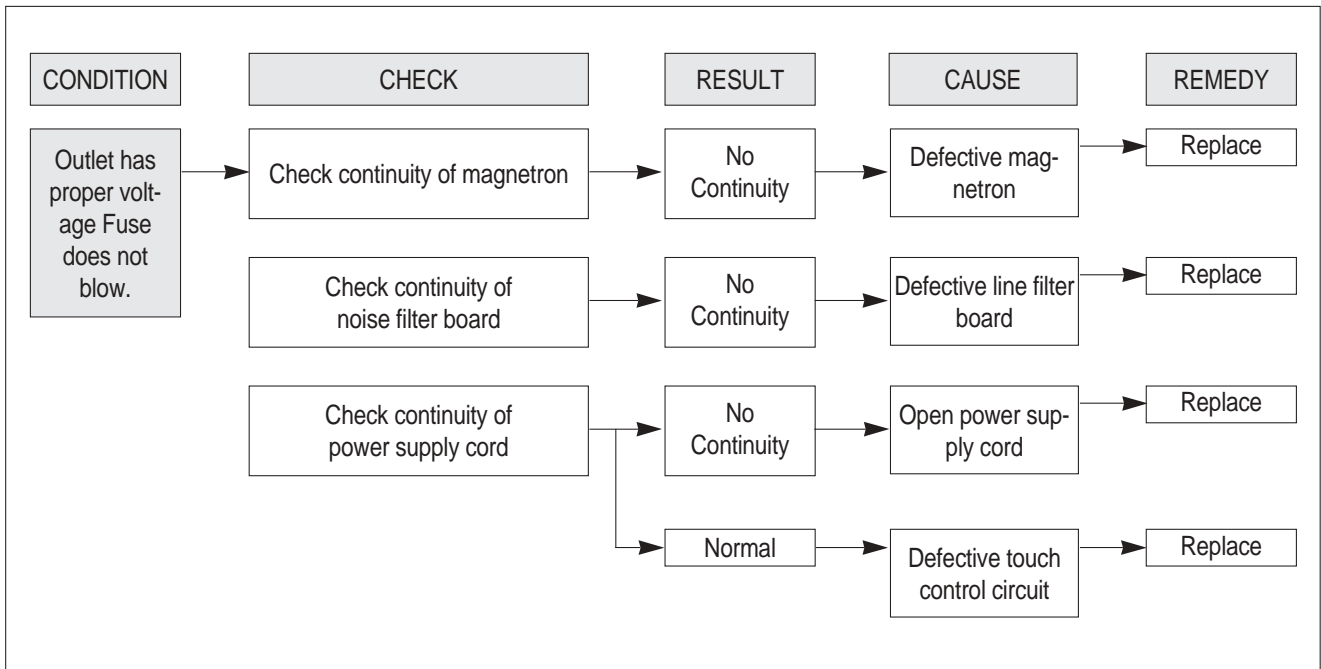 CONDITION
CHECK
RESULT
CAUSE
REMEDY
Outlet has
proper volt-
age Fuse
does not
blow.
Check continuity of magnetron
No
Continuity
Defective mag-
netron
Replace
Check continuity of
noise filter board
No
Continuity
Defective line filter
board
Replace
Check continuity of
power supply cord
No
Continuity
Open power sup-
ply cord
Replace
Normal
Defective touch
control circuit
Replace